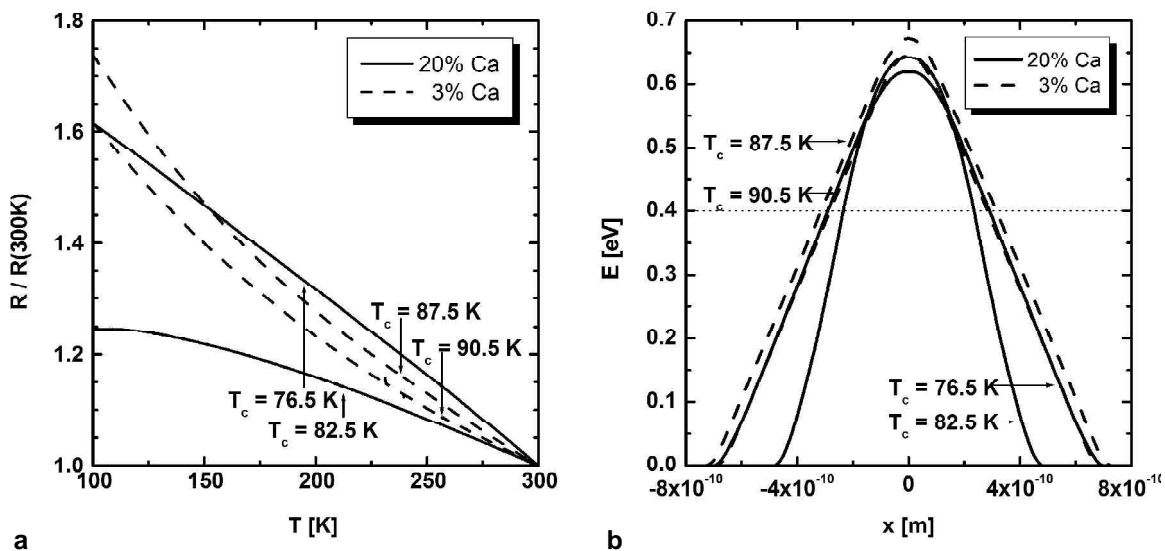 1.8
1.6
1.4
1.2
1.0
R / R(300K)
20% Ca
3% Ca
T_c = 87.5 K
T_c = 90.5 K
T_c = 76.5 K
T_c = 82.5 K
100 150 200 250 300
T [K]
a
0.7
0.6
0.5
0.4
0.3
0.2
0.1
0.0
E [eV]
20% Ca
3% Ca
T_c = 87.5 K
T_c = 90.5 K
T_c = 76.5 K
T_c = 82.5 K
-8x10^-10 -4x10^-10 0 4x10^-10 8x10^-10
x [m]
b